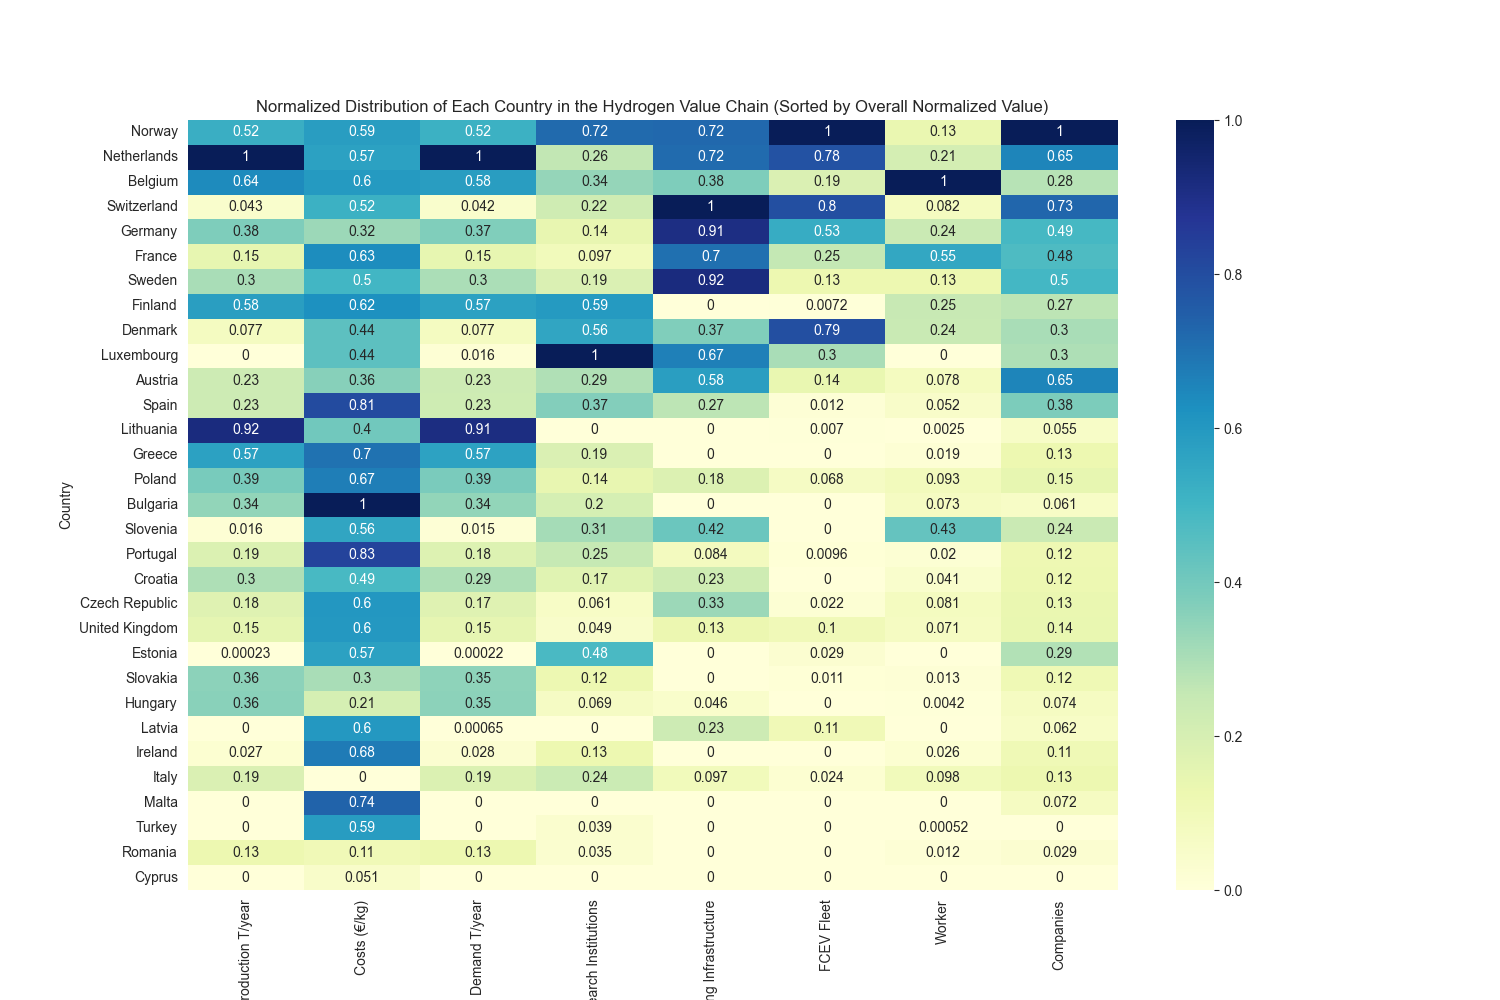 Normalized Distribution of Each Country in the Hydrogen Value Chain (Sorted by Overall Normalized Value)
Norway 0.52 0.59 0.52 0.72 0.72 1 0.13 1
Netherlands 1 0.57 1 0.26 0.72 0.78 0.21 0.65
Belgium 0.64 0.6 0.58 0.34 0.38 0.19 1 0.28
Switzerland 0.043 0.52 0.042 0.22 1 0.8 0.082 0.73
Germany 0.38 0.32 0.37 0.14 0.91 0.53 0.24 0.49
France 0.15 0.63 0.15 0.097 0.7 0.25 0.55 0.48
Sweden 0.3 0.5 0.3 0.19 0.92 0.13 0.13 0.5
Finland 0.58 0.62 0.57 0.59 0 0.0072 0.25 0.27
Denmark 0.077 0.44 0.077 0.56 0.37 0.79 0.24 0.3
Luxembourg 0 0.44 0.016 1 0.67 0.3 0 0.3
Austria 0.23 0.36 0.23 0.29 0.58 0.14 0.078 0.65
Spain 0.23 0.81 0.23 0.37 0.27 0.012 0.052 0.38
Lithuania 0.92 0.4 0.91 0 0 0.007 0.0025 0.055
Greece 0.57 0.7 0.57 0.19 0 0 0.019 0.13
Poland 0.39 0.67 0.39 0.14 0.18 0.068 0.093 0.15
Bulgaria 0.34 1 0.34 0.2 0 0 0.073 0.061
Slovenia 0.016 0.56 0.015 0.31 0.42 0 0.43 0.24
Portugal 0.19 0.83 0.18 0.25 0.084 0.0096 0.02 0.12
Croatia 0.3 0.49 0.29 0.17 0.23 0 0.041 0.12
Czech Republic 0.18 0.6 0.17 0.061 0.33 0.022 0.081 0.13
United Kingdom 0.15 0.6 0.15 0.049 0.13 0.1 0.071 0.14
Estonia 0.00023 0.57 0.00022 0.48 0 0.029 0 0.29
Slovakia 0.36 0.3 0.35 0.12 0 0.011 0.013 0.12
Hungary 0.36 0.21 0.35 0.069 0.046 0 0.0042 0.074
Latvia 0 0.6 0.00065 0 0.23 0.11 0 0.062
Ireland 0.027 0.68 0.028 0.13 0 0 0.026 0.11
Italy 0.19 0 0.19 0.24 0.097 0.024 0.098 0.13
Malta 0 0.74 0 0 0 0 0 0.072
Turkey 0 0.59 0 0.039 0 0 0.00052 0
Romania 0.13 0.11 0.13 0.035 0 0 0.012 0.029
Cyprus 0 0.051 0 0 0 0 0 0
Country
roduction T/year
Costs (€/kg)
Demand T/year
earch Institutions
ng Infrastructure
FCEV Fleet
Worker
Companies
1.0
0.8
0.6
0.4
0.2
0.0